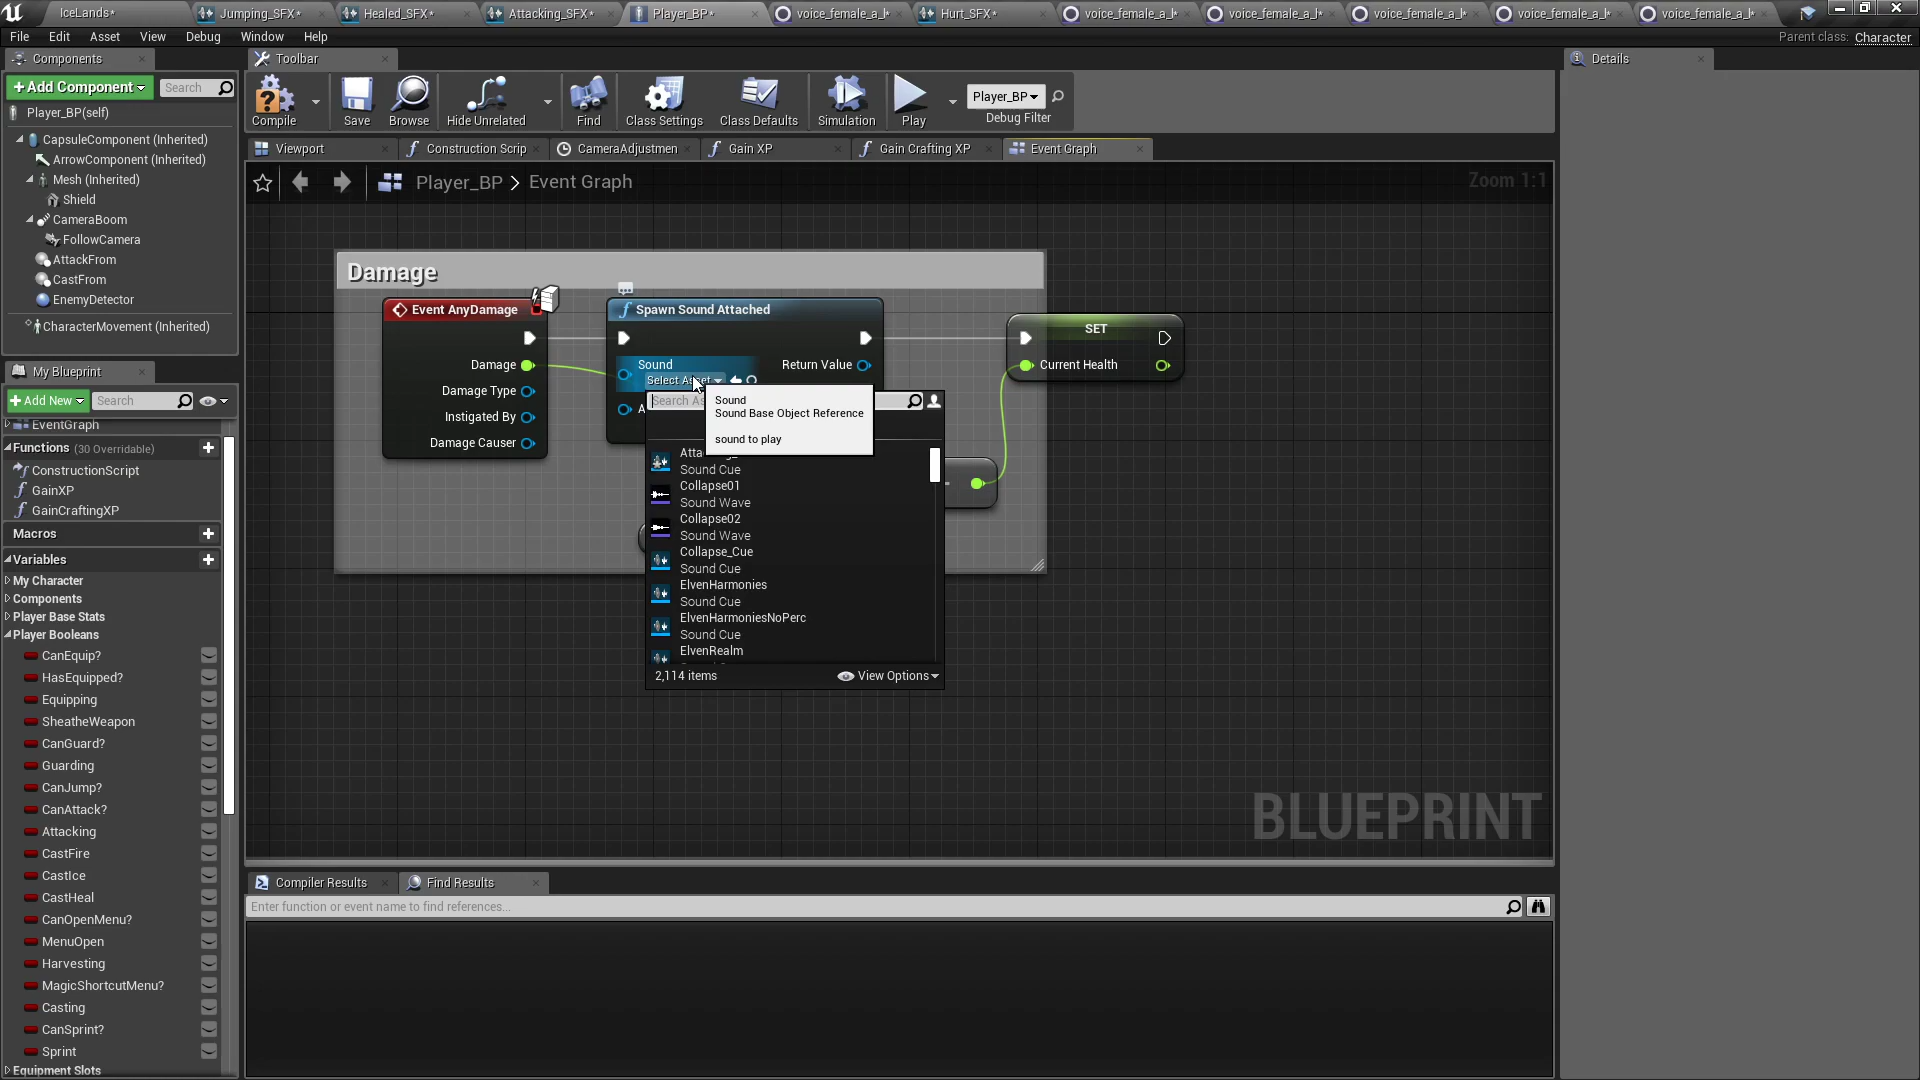 IceLands*
Jumping_SFX*
Healed_SFX*
Attacking_SFX*
Player_BP*
voice_female_a_l*
Hurt_SFX*
voice_female_a_l*
voice_female_a_l*
voice_female_a_l*
voice_female_a_l*
voice_female_a_l*
File Edit Asset View Debug Window Help
Parent class: Character
Components
Toolbar
Details
+Add Component
Search
Compile
Save
Browse
Hide Unrelated
Find
Class Settings
Class Defaults
Simulation
Play
Player_BP
Debug Filter
Player_BP(self)
CapsuleComponent (Inherited)
ArrowComponent (Inherited)
Mesh (Inherited)
Shield
CameraBoom
FollowCamera
AttackFrom
CastFrom
EnemyDetector
CharacterMovement (Inherited)
Viewport
Construction Scrip
CameraAdjustmen
Gain XP
Gain Crafting XP
Event Graph
Player_BP > Event Graph
Zoom 1:1
Damage
Event AnyDamage
Damage
Damage Type
Instigated By
Damage Causer
Spawn Sound Attached
Sound
Select Asset
Return Value
SET
Current Health
Search As
Sound
Sound Base Object Reference
sound to play
Sound Cue
Collapse01
Sound Wave
Collapse02
Sound Wave
Collapse_Cue
Sound Cue
ElvenHarmonies
Sound Cue
ElvenHarmoniesNoPerc
Sound Cue
ElvenRealm
2,114 items
View Options
BLUEPRINT
My Blueprint
+Add New
Search
EventGraph
Functions (30 Overridable)
ConstructionScript
GainXP
GainCraftingXP
Macros
Variables
My Character
Components
Player Base Stats
Player Booleans
CanEquip?
HasEquipped?
Equipping
SheatheWeapon
CanGuard?
Guarding
CanJump?
CanAttack?
Attacking
CastFire
CastIce
CastHeal
CanOpenMenu?
MenuOpen
Harvesting
MagicShortcutMenu?
Casting
CanSprint?
Sprint
Equipment Slots
Compiler Results
Find Results
Enter function or event name to find references...